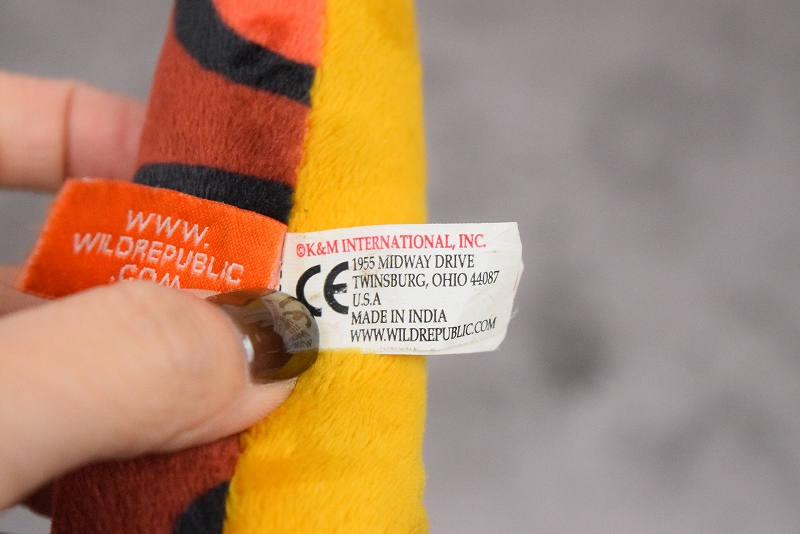 WWW.
WILDREPUBLIC
.COM
©K&M INTERNATIONAL, INC.
CE
1955 MIDWAY DRIVE
TWINSBURG, OHIO 44087
U.S.A
MADE IN INDIA
WWW.WILDREPUBLIC.COM